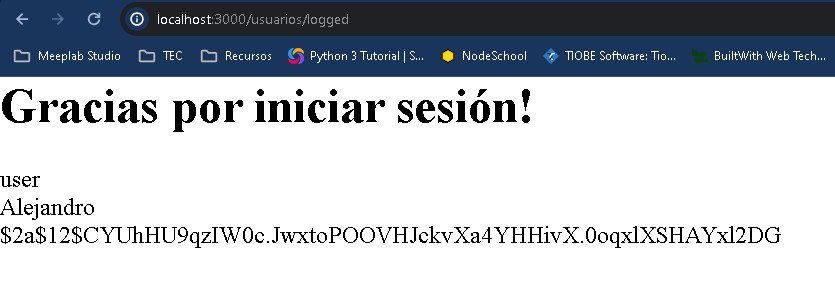 localhost:3000/usuarios/logged
Meeplab Studio TEC Recursos Python 3 Tutorial | S... NodeSchool TIOBE Software: Tio... BuiltWith Web Tech...
Gracias por iniciar sesión!
user
Alejandro
$2a$12$CYUhHU9qzIW0c.JwxtoPOOVHJckvXa4YHHivX.0oqxlXSHAYxl2DG